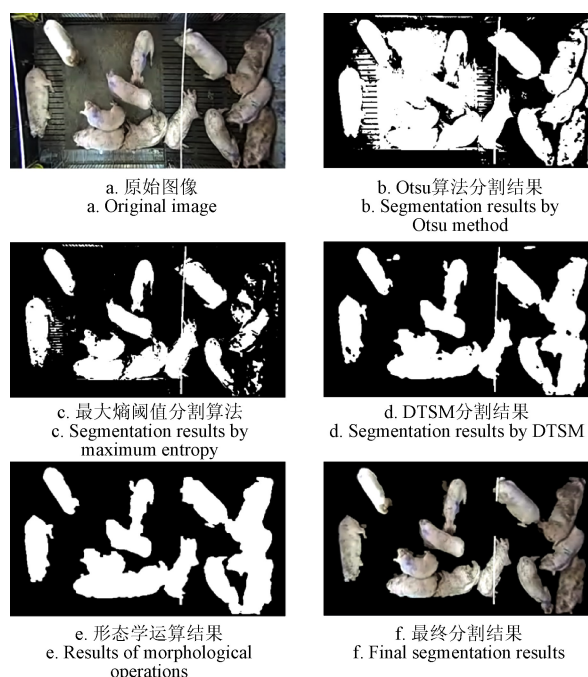 a. 原始图像
a. Original image
b. Otsu算法分割结果
b. Segmentation results by
Otsu method
c. 最大熵阈值分割算法
c. Segmentation results by
maximum entropy
d. DTSM分割结果
d. Segmentation results by DTSM
e. 形态学运算结果
e. Results of morphological
operations
f. 最终分割结果
f. Final segmentation results